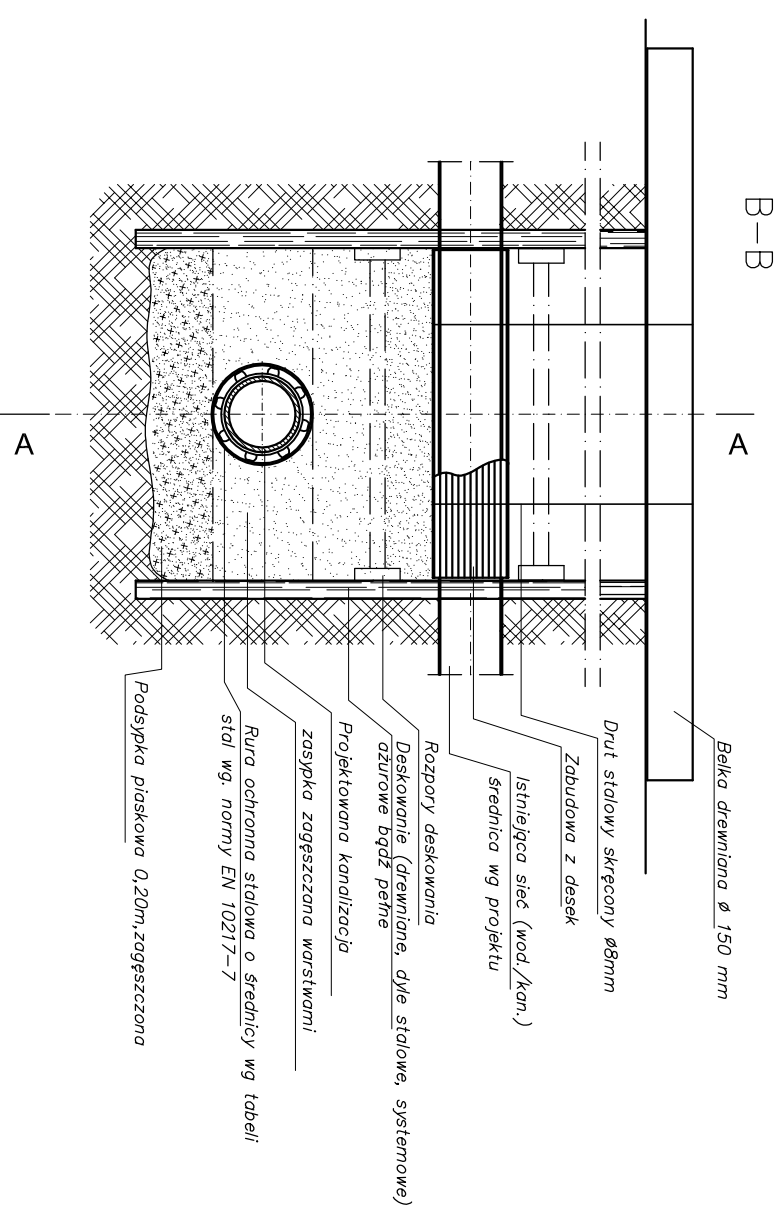 B-B
A
A
Belka drewniana ø 150 mm
Drut stalowy skręcony ø8mm
Zabudowa z desek
Istniejąca sieć (wod./kan.)
średnica wg projektu
Rozpory deskowania
Deskowanie (drewniane, dyle stalowe, systemowe)
ażurowe bądź pełne
Projektowana kanalizacja
zasypka zagęszczana warstwami
Rura ochronna stalowa o średnicy wg tabeli
stal wg. normy EN 10217-7
Podsypka piaskowa 0,20m,zagęszczona